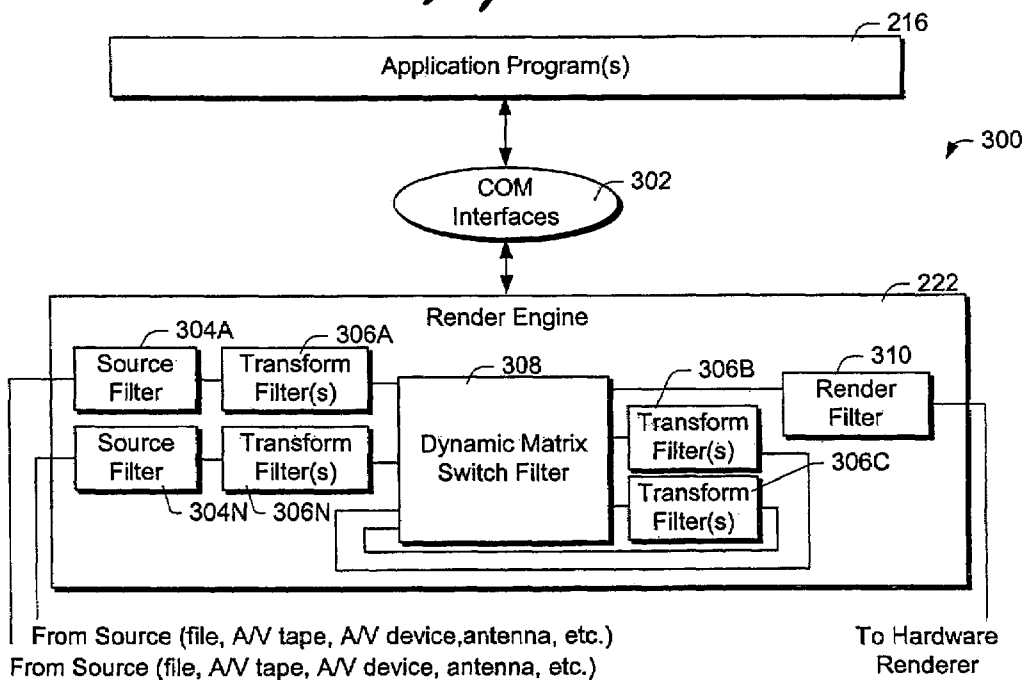 216
Application Program(s)
300
COM
Interfaces
302
222
Render Engine
304A
306A
Source
Filter
Transform
Filter(s)
308
306B
310
Render
Filter
Dynamic Matrix
Switch Filter
Transform
Filter(s)
Source
Filter
Transform
Filter(s)
306C
Transform
Filter(s)
304N
306N
From Source (file, A/V tape, A/V device,antenna, etc.)
From Source (file, A/V tape, A/V device, antenna, etc.)
To Hardware
Renderer